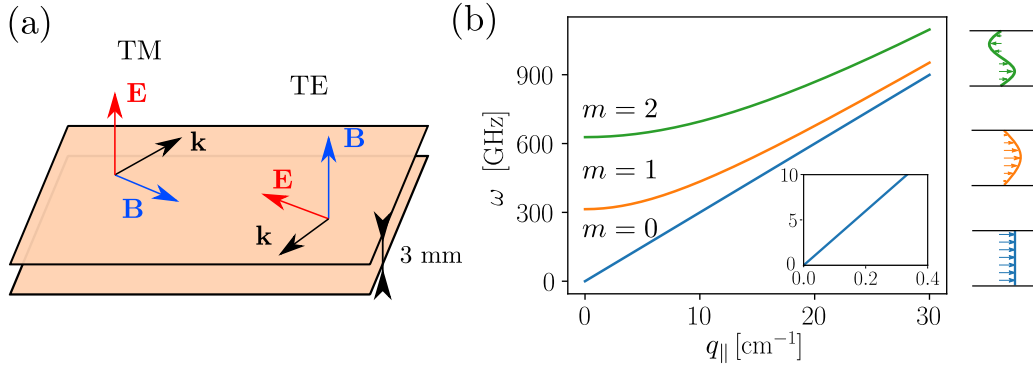 (a)
TM
TE
E
k
B
B
E
k
3 mm
(b)
ω [GHz]
900
600
300
0
m = 2
m = 1
m = 0
10
5
0
0.0 0.2 0.4
0 10 20 30
q∥ [cm⁻¹]